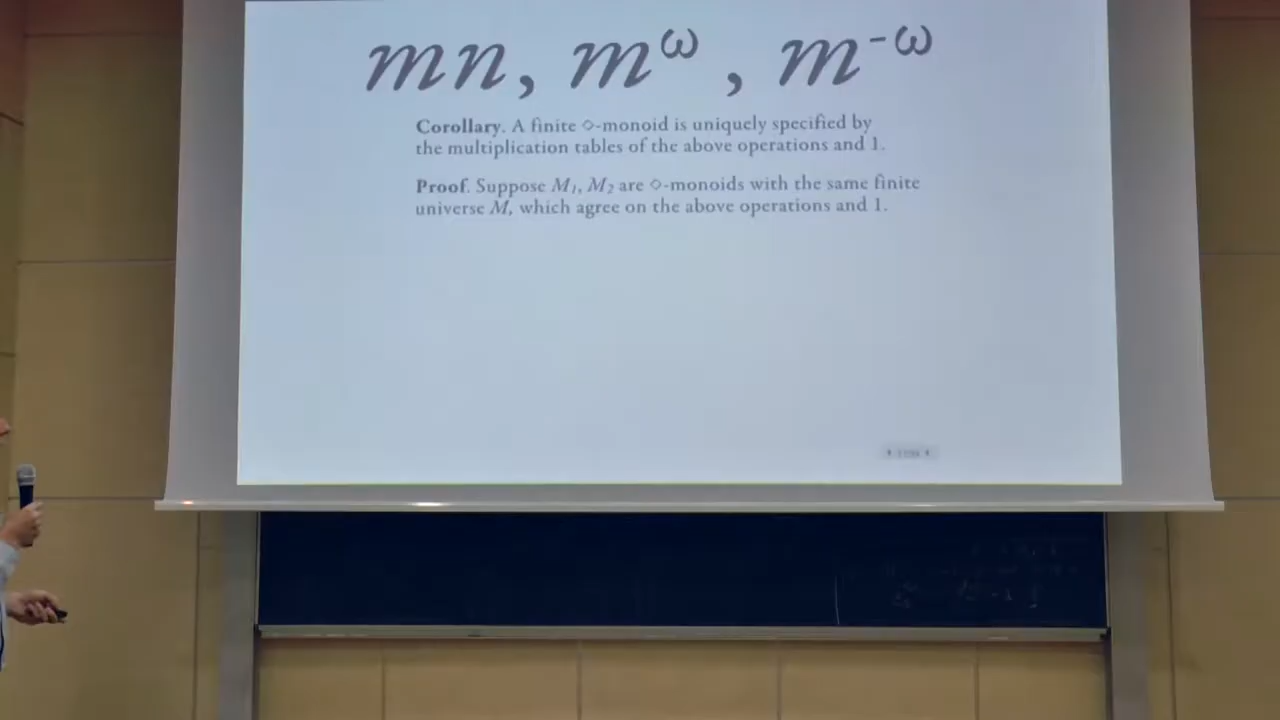 mn, m^ω, m^-ω
Corollary. A finite ◇-monoid is uniquely specified by
the multiplication tables of the above operations and 1.
Proof. Suppose M₁, M₂ are ◇-monoids with the same finite
universe M, which agree on the above operations and 1.